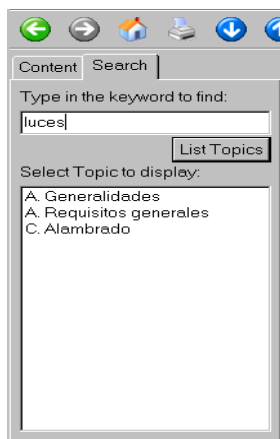 Content Search
Type in the keyword to find:
luces
List Topics
Select Topic to display:
A. Generalidades
A. Requisitos generales
C. Alambrado